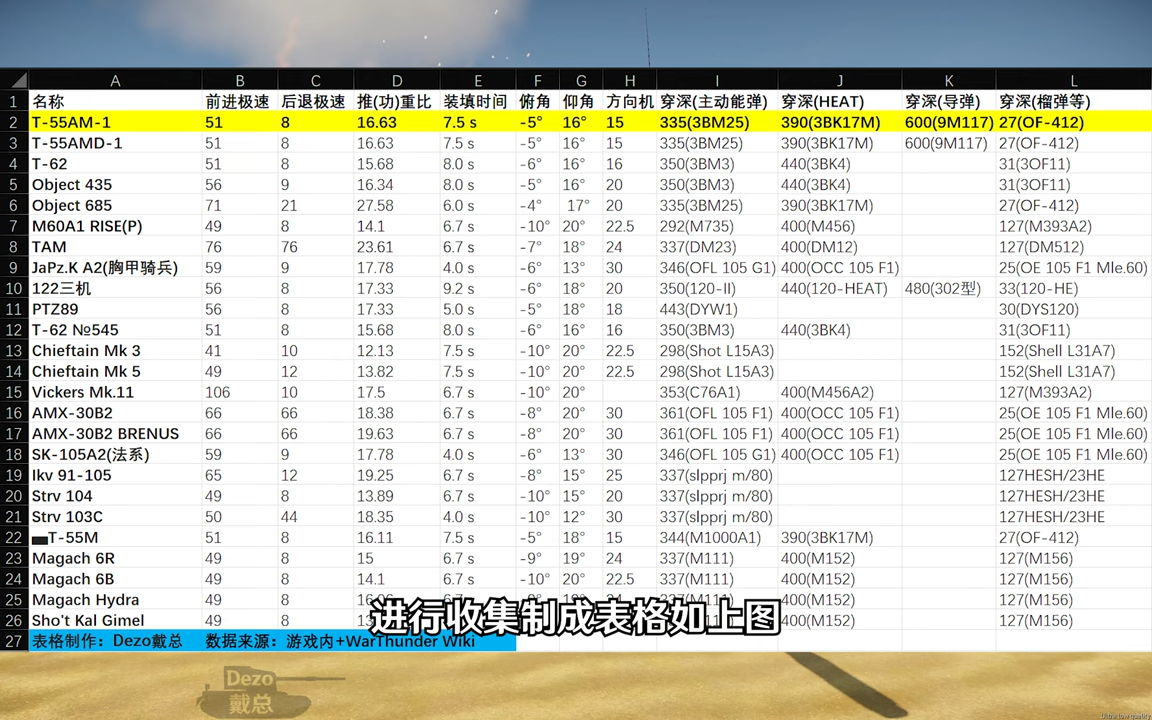 A B C D E F G H I J K L
1 名称 前进极速 后退极速 推(功)重比 装填时间 俯角 仰角 方向机 穿深(主动能弹) 穿深(HEAT) 穿深(导弹) 穿深(榴弹等)
2 T-55AM-1 51 8 16.63 7.5 s -5° 16° 15 335(3BM25) 390(3BK17M) 600(9M117) 27(OF-412)
3 T-55AMD-1 51 8 16.63 7.5 s -5° 16° 15 335(3BM25) 390(3BK17M) 600(9M117) 27(OF-412)
4 T-62 51 8 15.68 8.0 s -6° 16° 16 350(3BM3) 440(3BK4) 31(3OF11)
5 Object 435 56 9 16.34 8.0 s -5° 16° 20 350(3BM3) 440(3BK4) 31(3OF11)
6 Object 685 71 21 27.58 6.0 s -4° 17° 20 335(3BM25) 390(3BK17M) 27(OF-412)
7 M60A1 RISE(P) 49 8 14.1 6.7 s -10° 20° 22.5 292(M735) 400(M456) 127(M393A2)
8 TAM 76 76 23.61 6.7 s -7° 18° 24 337(DM23) 400(DM12) 127(DM512)
9 JaPz.K A2(胸甲骑兵) 59 9 17.78 4.0 s -6° 13° 30 346(OFL 105 G1) 400(OCC 105 F1) 25(OE 105 F1 Mle.60)
10 122三机 56 8 17.33 9.2 s -6° 18° 20 350(120-II) 440(120-HEAT) 480(302型) 33(120-HE)
11 PTZ89 56 8 17.33 5.0 s -5° 18° 18 443(DYW1) 30(DYS120)
12 T-62 №545 51 8 15.68 8.0 s -6° 16° 16 350(3BM3) 440(3BK4) 31(3OF11)
13 Chieftain Mk 3 41 10 12.13 7.5 s -10° 20° 22.5 298(Shot L15A3) 152(Shell L31A7)
14 Chieftain Mk 5 49 12 13.82 7.5 s -10° 20° 22.5 298(Shot L15A3) 152(Shell L31A7)
15 Vickers Mk.11 106 10 17.5 6.7 s -10° 20° 353(C76A1) 400(M456A2) 127(M393A2)
16 AMX-30B2 66 66 18.38 6.7 s -8° 20° 30 361(OFL 105 F1) 400(OCC 105 F1) 25(OE 105 F1 Mle.60)
17 AMX-30B2 BRENUS 66 66 19.63 6.7 s -8° 20° 30 361(OFL 105 F1) 400(OCC 105 F1) 25(OE 105 F1 Mle.60)
18 SK-105A2(法系) 59 9 17.78 4.0 s -6° 13° 30 346(OFL 105 G1) 400(OCC 105 F1) 25(OE 105 F1 Mle.60)
19 Ikv 91-105 65 12 19.25 6.7 s -8° 15° 25 337(slpprj m/80) 127HESH/23HE
20 Strv 104 49 8 13.89 6.7 s -10° 15° 20 337(slpprj m/80) 127HESH/23HE
21 Strv 103C 50 44 18.35 4.0 s -10° 12° 30 337(slpprj m/80) 127HESH/23HE
22 T-55M 51 8 16.11 7.5 s -5° 18° 15 344(M1000A1) 390(3BK17M) 27(OF-412)
23 Magach 6R 49 8 15 6.7 s -9° 19° 24 337(M111) 400(M152) 127(M156)
24 Magach 6B 49 8 14.1 6.7 s -10° 20° 22.5 337(M111) 400(M152) 127(M156)
25 Magach Hydra 49 8 400(M152) 127(M156)
26 Sho't Kal Gimel 49 8 400(M152) 127(M156)
进行收集制成表格如上图
27 表格制作：Dezo戴总 数据来源：游戏内+WarThunder Wiki
Dezo
戴总
Ultra low quality